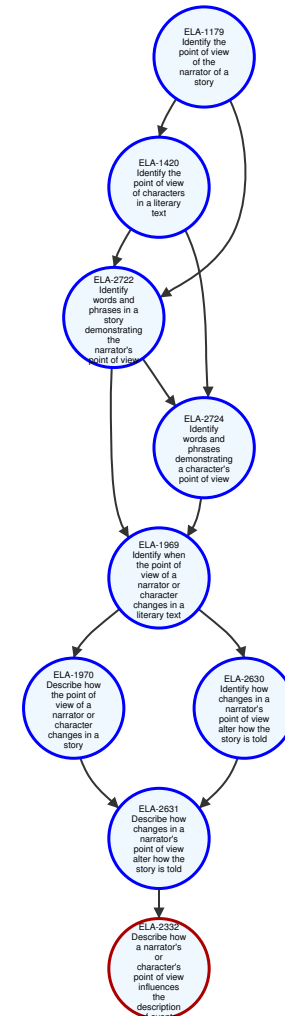 ELA-1179
Identify the
point of view
of the
narrator of a
story
ELA-1420
Identify the
point of view
of characters
in a literary
text
ELA-2722
Identify
words and
phrases in a
story
demonstrating
the
narrator's
point of view
ELA-2724
Identify
words and
phrases
demonstrating
a character's
point of view
ELA-1969
Identify when
the point of
view of a
narrator or
character
changes in a
literary text
ELA-1970
Describe how
the point of
view of a
narrator or
character
changes in a
story
ELA-2630
Identify how
changes in a
narrator's
point of view
alter how the
story is told
ELA-2631
Describe how
changes in a
narrator's
point of view
alter how the
story is told
ELA-2332
Describe how
a narrator's
or
character's
point of view
influences
the
description